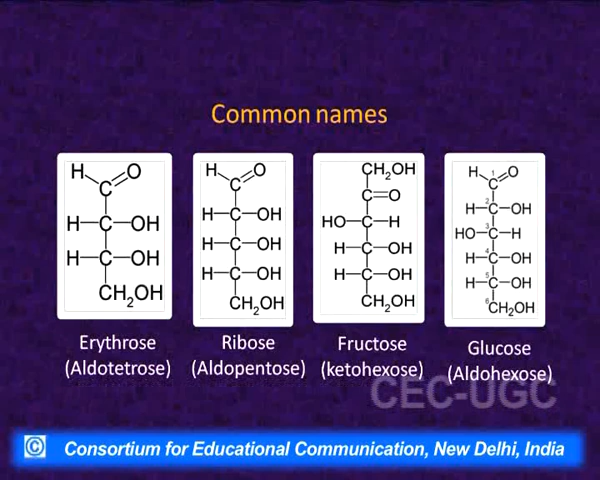 Common names
H O
C
H–C–OH
H–C–OH
CH2OH
H O
C
H–C–OH
H–C–OH
H–C–OH
CH2OH
CH2OH
C=O
HO–C–H
H–C–OH
H–C–OH
CH2OH
H 1 O
C
2
H–C–OH
3
HO–C–H
4
H–C–OH
5
H–C–OH
6
CH2OH
Erythrose
(Aldotetrose)
Ribose
(Aldopentose)
Fructose
(ketohexose)
Glucose
(Aldohexose)
CEC-UGC
© Consortium for Educational Communication, New Delhi, India